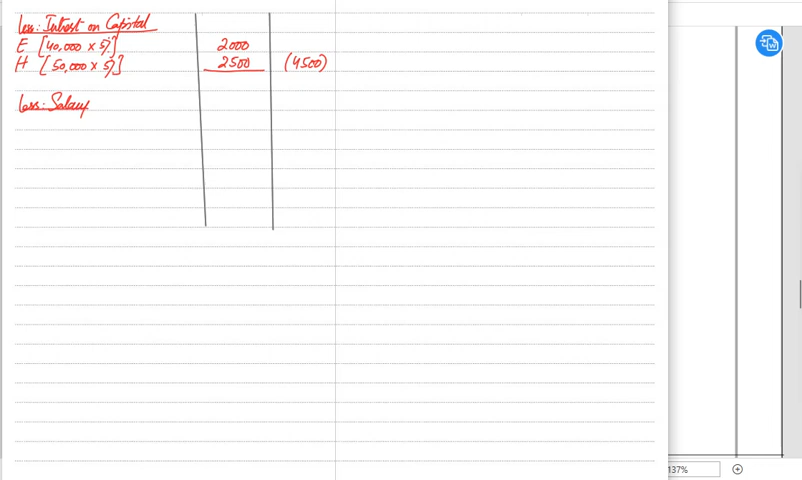 Less: Interest on Capital
E [40,000 x 5%] 2000
H [50,000 x 5%] 2500 (4500)
Less: Salary
137%